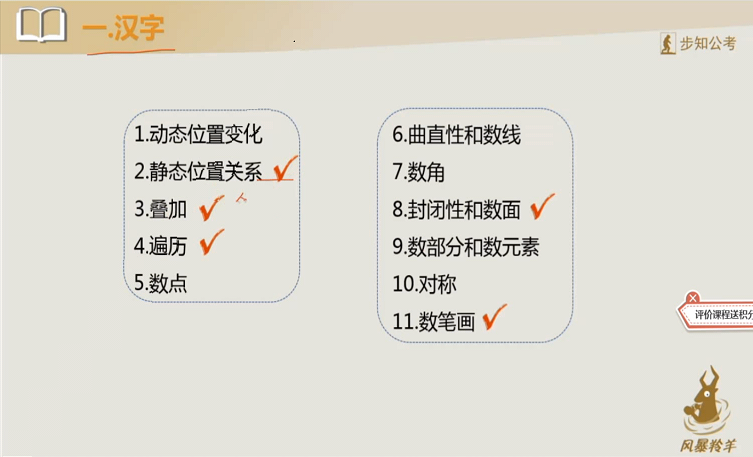 一.汉字
步知公考
1.动态位置变化
2.静态位置关系
3.叠加
4.遍历
5.数点
6.曲直性和数线
7.数角
8.封闭性和数面
9.数部分和数元素
10.对称
11.数笔画
评价课程送积分
风暴羚羊